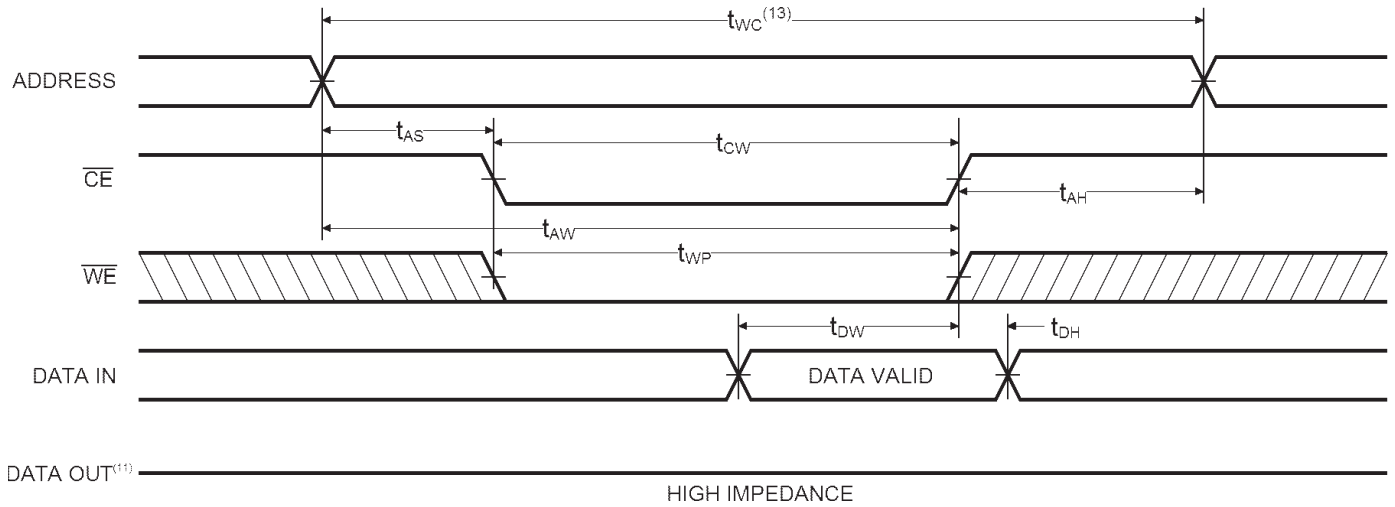 tWC(13)
ADDRESS
tAS
tCW
CE
tAH
tAW
tWP
WE
tDW
tDH
DATA IN
DATA VALID
DATA OUT(11)
HIGH IMPEDANCE